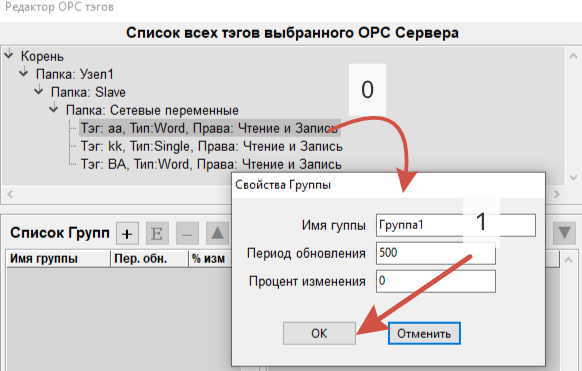 Редактор OPC тэгов
Список всех тэгов выбранного OPC Сервера
Корень
Папка: Узел1
Папка: Slave
Папка: Сетевые переменные
Тэг: aa, Тип:Word, Права: Чтение и Запись
Тэг: kk, Тип:Single, Права: Чтение и Запись
Тэг: BA, Тип:Word, Права: Чтение и Запись
0
Свойства Группы
Имя гуппы Группа1
1
Период обновления 500
Процент изменения 0
OK Отменить
Список Групп + E –
Имя группы Пер. обн. % изм